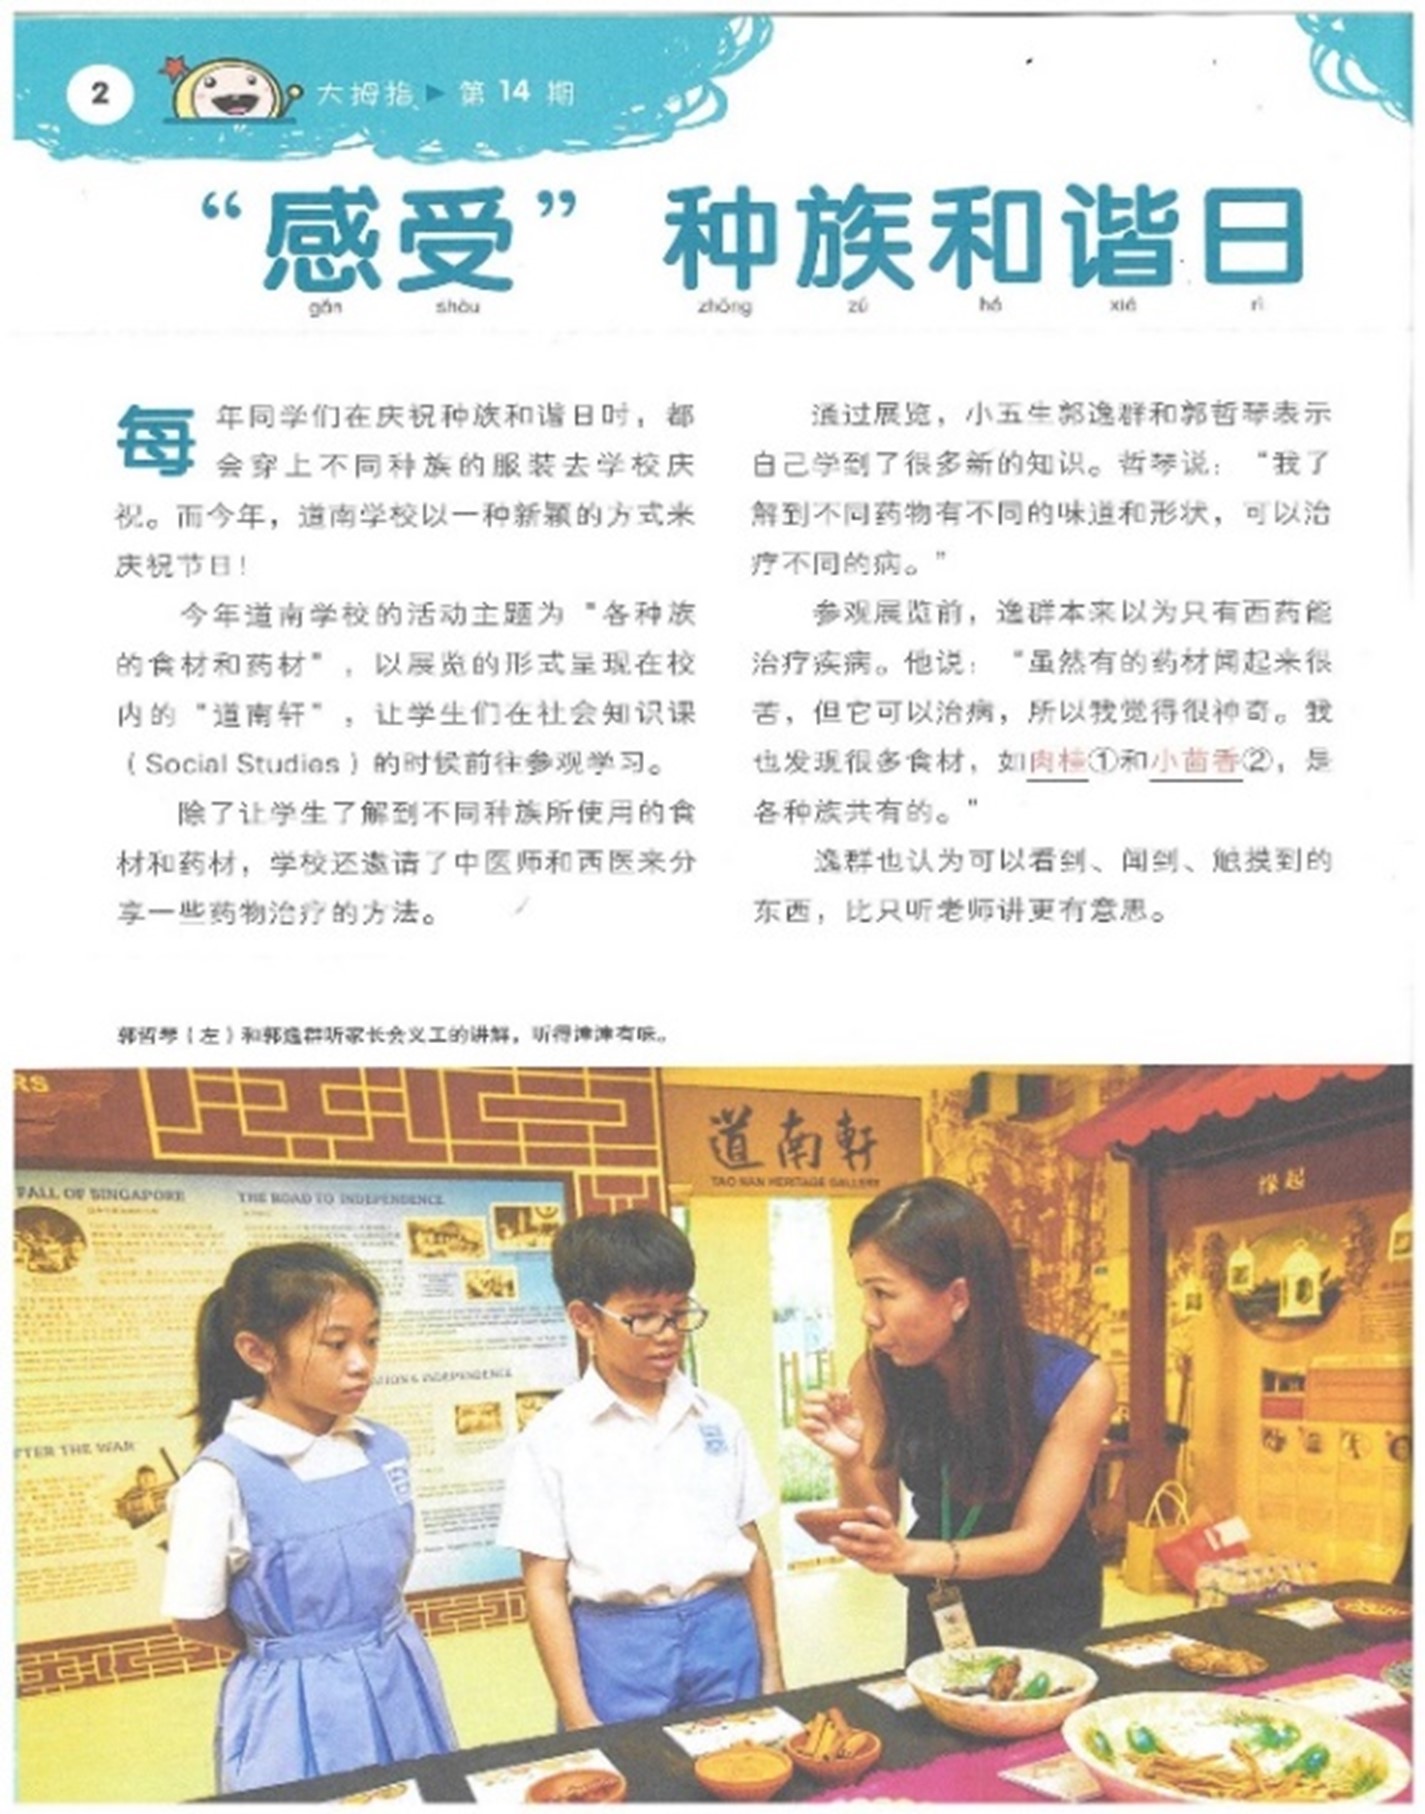 2
大拇指 ▶ 第 14 期
“感受” 种族和谐日
gǎn shòu zhǒng zú hé xié rì
每年同学们在庆祝种族和谐日时，都
会穿上不同种族的服装去学校庆
祝。而今年，道南学校以一种新颖的方式来
庆祝节日！
今年道南学校的活动主题为“各种族
的食材和药材”，以展览的形式呈现在校
内的“道南轩”，让学生们在社会知识课
（Social Studies）的时候前往参观学习。
除了让学生了解到不同种族所使用的食
材和药材，学校还邀请了中医师和西医来分
享一些药物治疗的方法。
通过展览，小五生郭逸群和郭哲琴表示
自己学到了很多新的知识。哲琴说：“我了
解到不同药物有不同的味道和形状，可以治
疗不同的病。”
参观展览前，逸群本来以为只有西药能
治疗疾病。他说：“虽然有的药材闻起来很
苦，但它可以治病，所以我觉得很神奇。我
也发现很多食材，如肉桂①和小茴香②，是
各种族共有的。”
逸群也认为可以看到、闻到、触摸到的
东西，比只听老师讲更有意思。
郭哲琴（左）和郭逸群听家长会义工的讲解，听得津津有味。
RS
道南軒
TAO NAN HERITAGE GALLERY
缘起
FALL OF SINGAPORE
THE ROAD TO INDEPENDENCE
TION'S INDEPENDENCE
FTER THE WAR